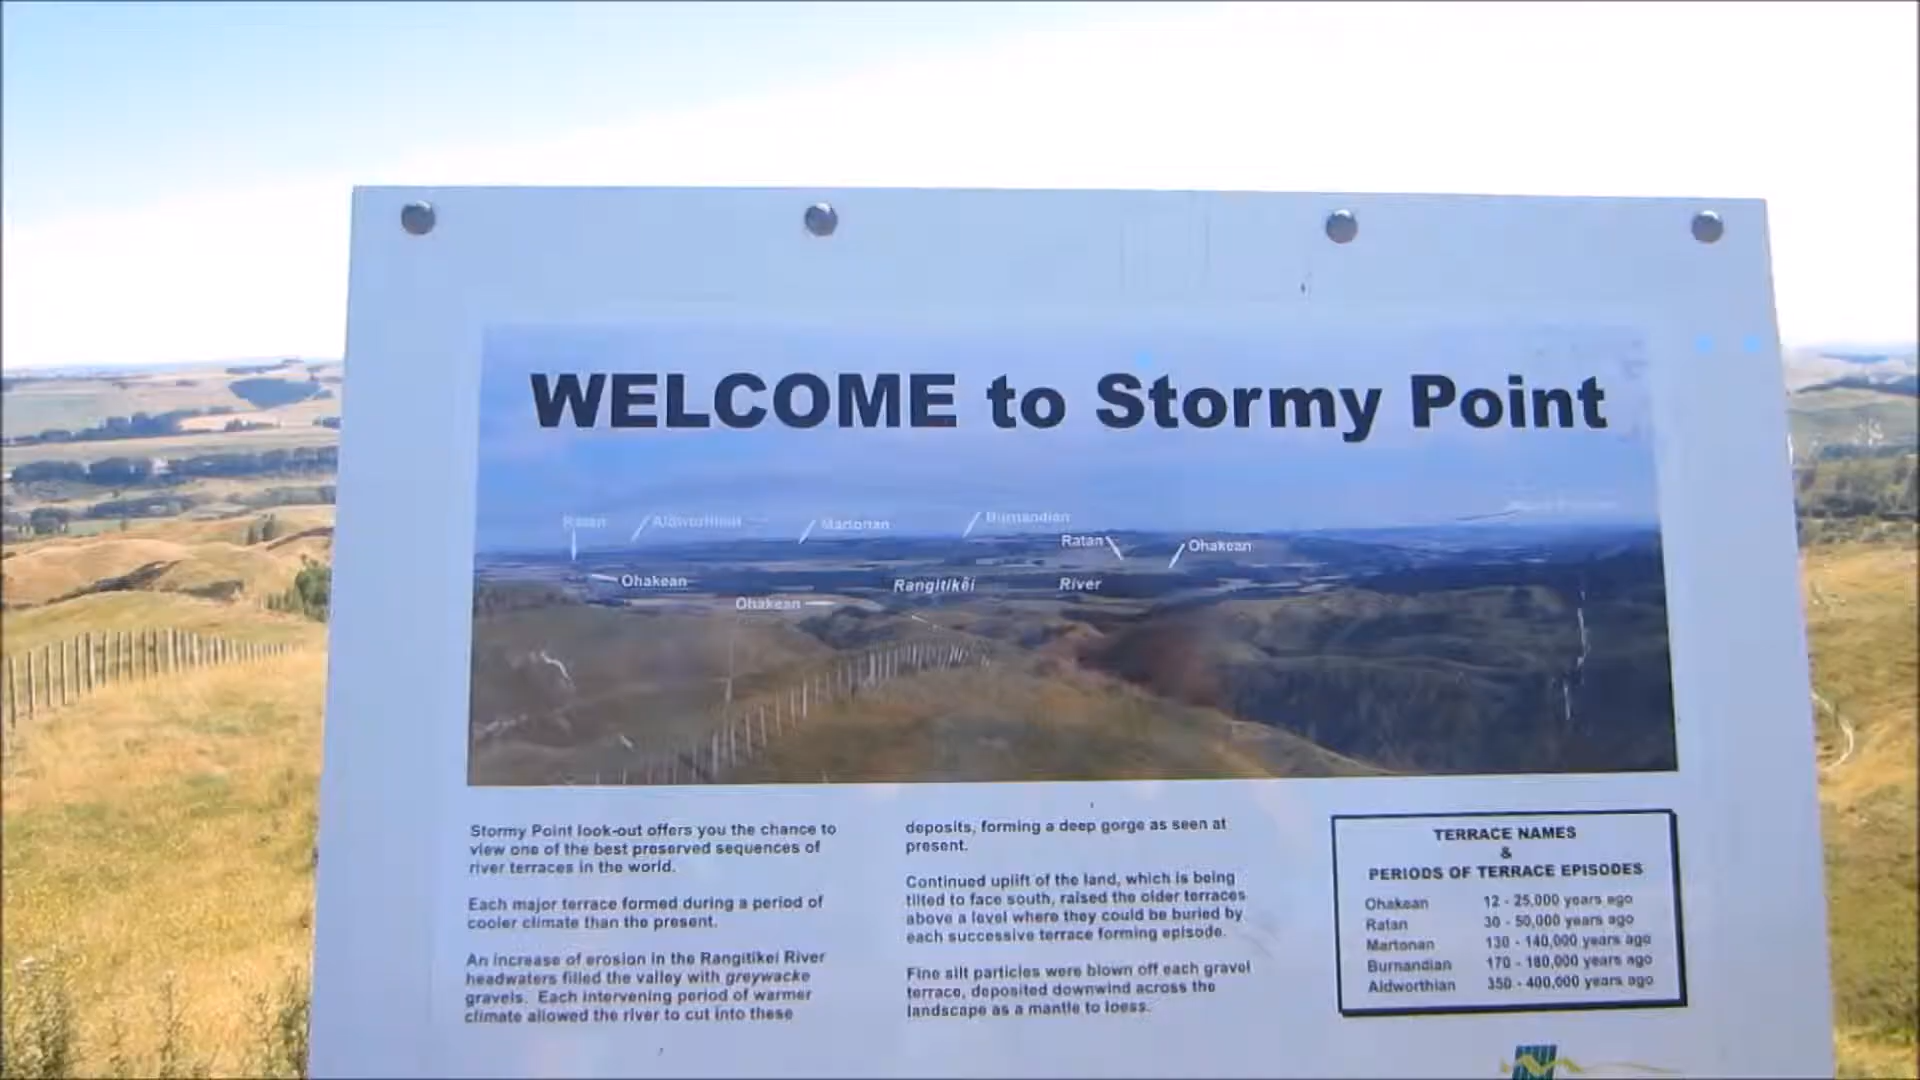 WELCOME to Stormy Point
Ratan
Aldworthian
Martonan
Burnandian
Ratan
Ohakean
Ohakean
Rangitikei River
Ohakean
Stormy Point look-out offers you the chance to
view one of the best preserved sequences of
river terraces in the world.
Each major terrace formed during a period of
cooler climate than the present.
An increase of erosion in the Rangitikei River
headwaters filled the valley with greywacke
gravels. Each intervening period of warmer
climate allowed the river to cut into these
deposits, forming a deep gorge as seen at
present.
Continued uplift of the land, which is being
tilted to face south, raised the older terraces
above a level where they could be buried by
each successive terrace forming episode.
Fine silt particles were blown off each gravel
terrace, deposited downwind across the
landscape as a mantle to loess.
TERRACE NAMES
&
PERIODS OF TERRACE EPISODES
Ohakean 12 - 25,000 years ago
Ratan 30 - 50,000 years ago
Martonan 130 - 140,000 years ago
Burnandian 170 - 180,000 years ago
Aldworthian 350 - 400,000 years ago